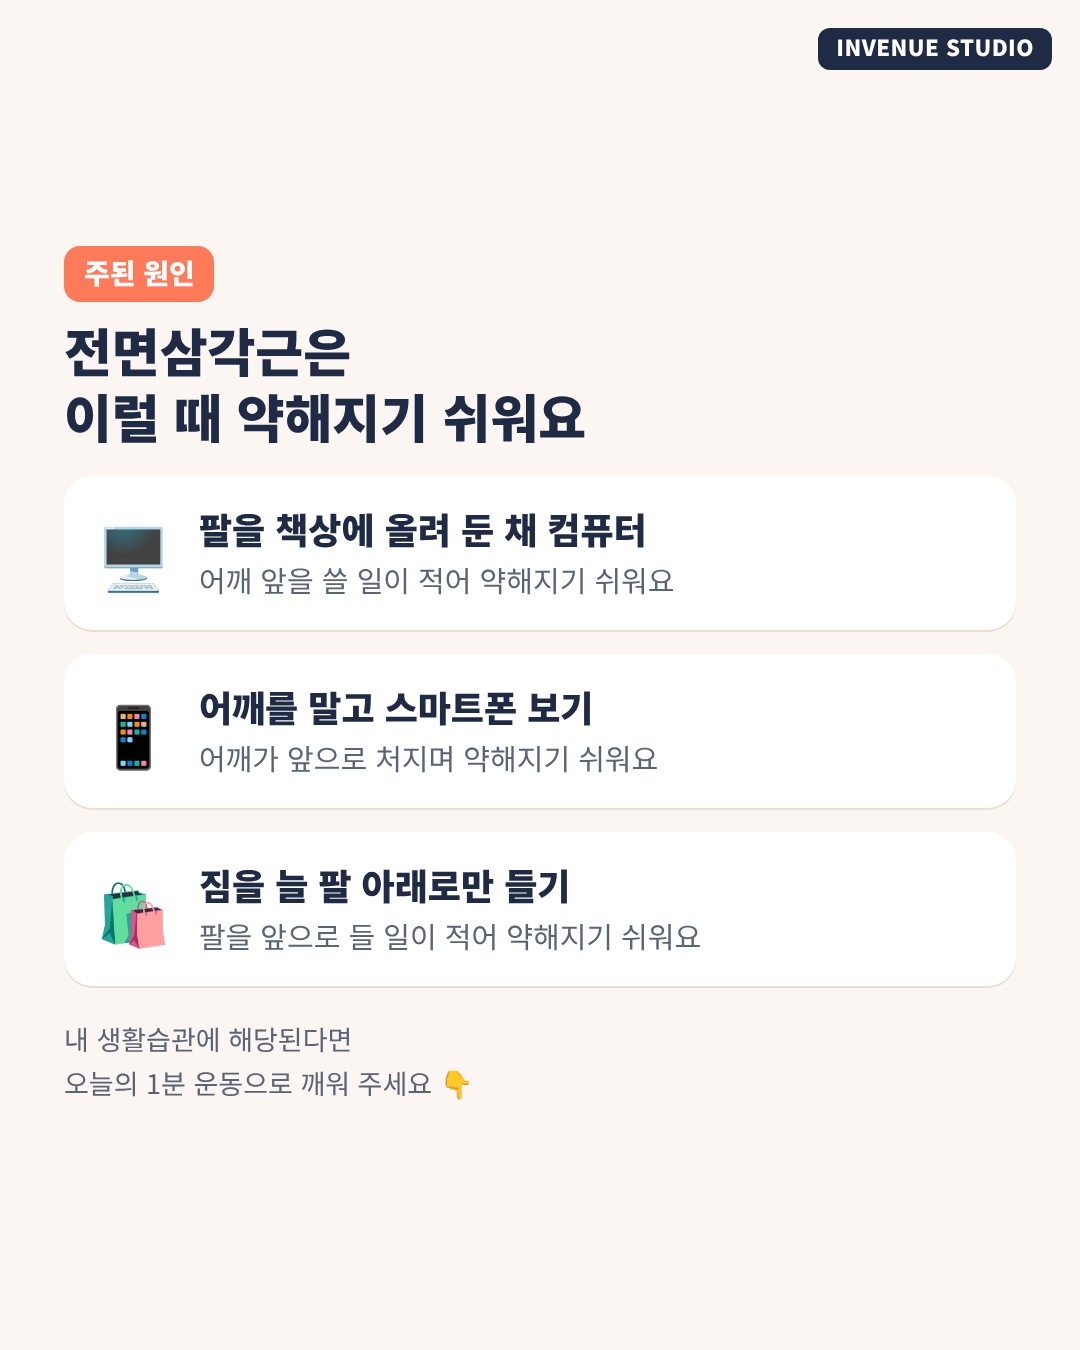 INVENUE STUDIO
주된 원인
전면삼각근은
이럴 때 약해지기 쉬워요
팔을 책상에 올려 둔 채 컴퓨터
어깨 앞을 쓸 일이 적어 약해지기 쉬워요
어깨를 말고 스마트폰 보기
어깨가 앞으로 처지며 약해지기 쉬워요
짐을 늘 팔 아래로만 들기
팔을 앞으로 들 일이 적어 약해지기 쉬워요
내 생활습관에 해당된다면
오늘의 1분 운동으로 깨워 주세요 👇